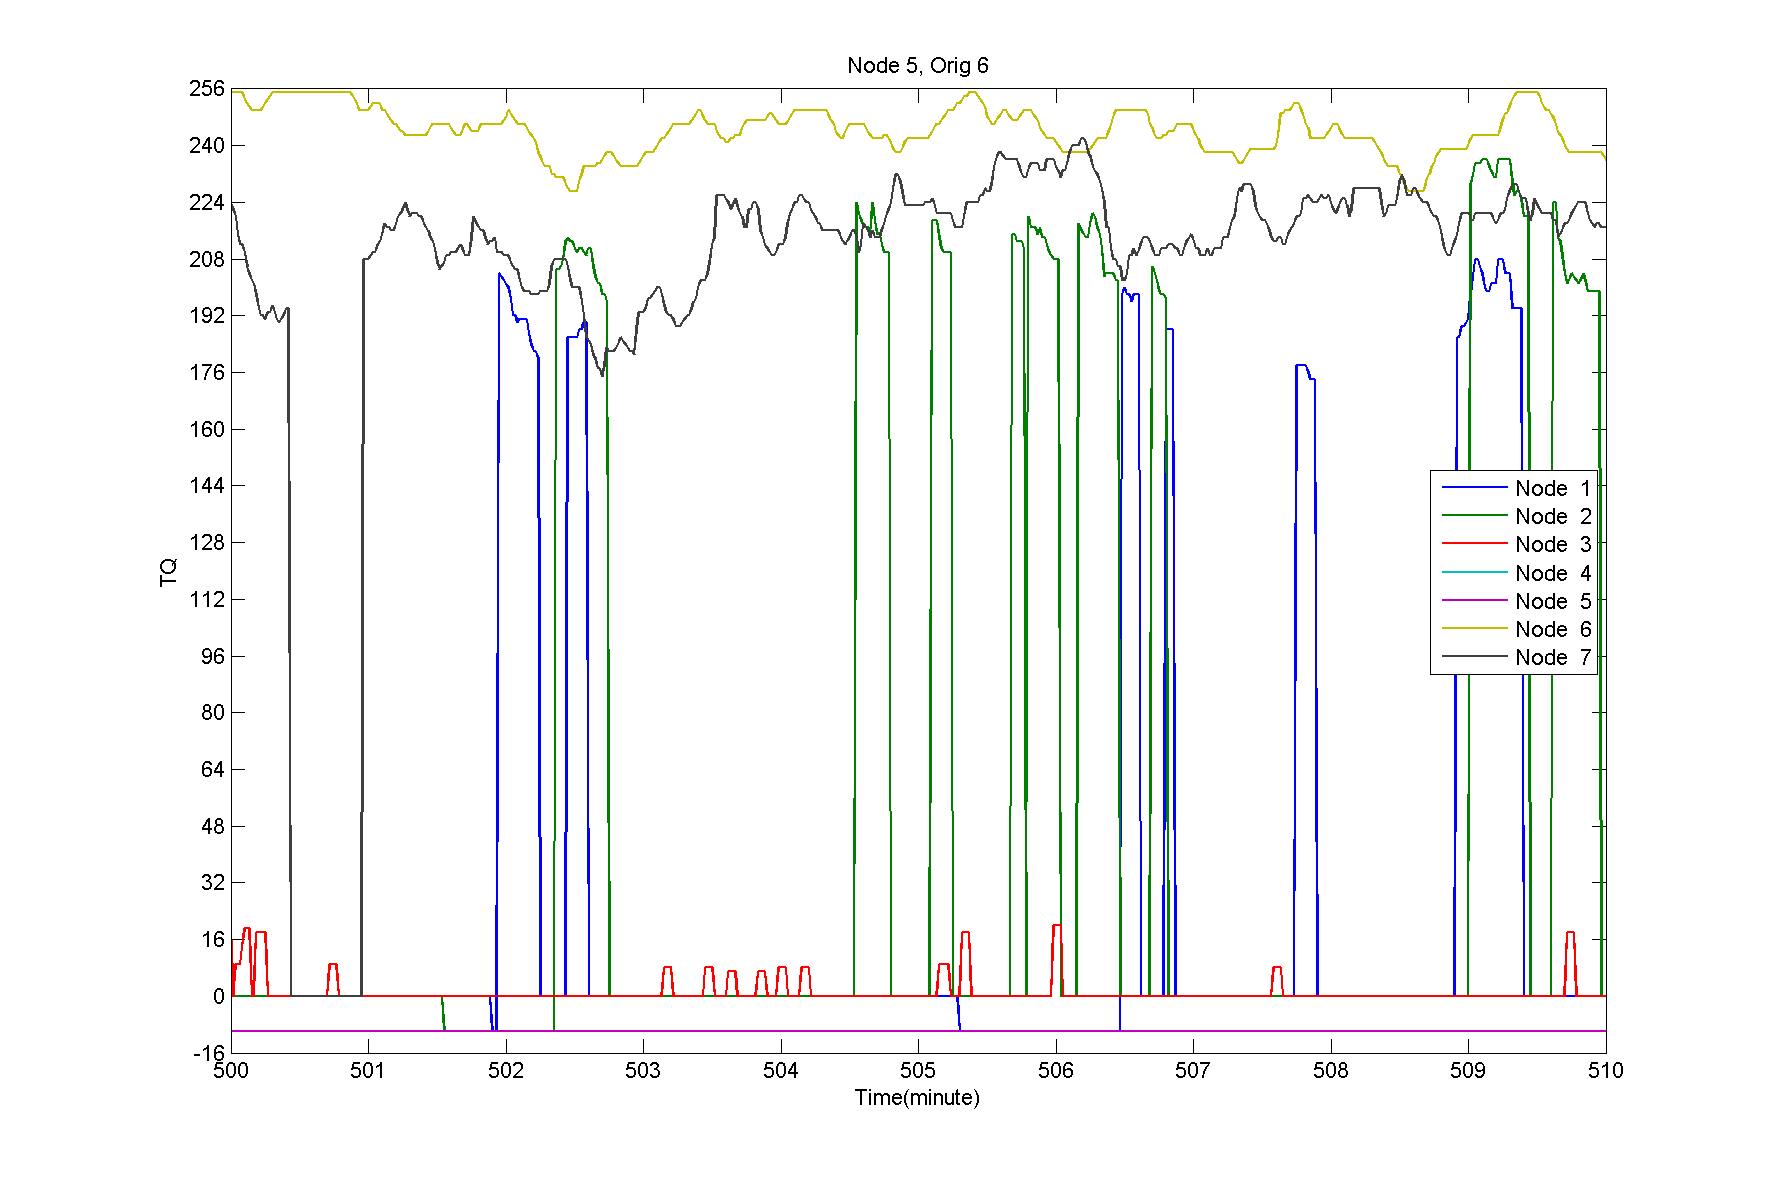 Node 5, Orig 6
256
240
224
208
192
176
160
144
128
112
96
80
64
48
32
16
0
-16
TQ
Node 1
Node 2
Node 3
Node 4
Node 5
Node 6
Node 7
500 501 502 503 504 505 506 507 508 509 510
Time(minute)